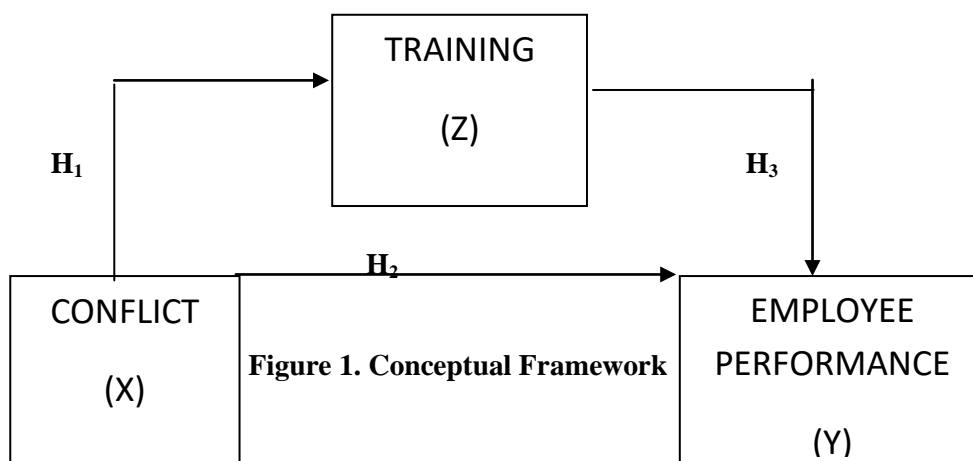 TRAINING
(Z)
H₁
H₃
H₂
CONFLICT
(X)
Figure 1. Conceptual Framework
EMPLOYEE
PERFORMANCE
(Y)